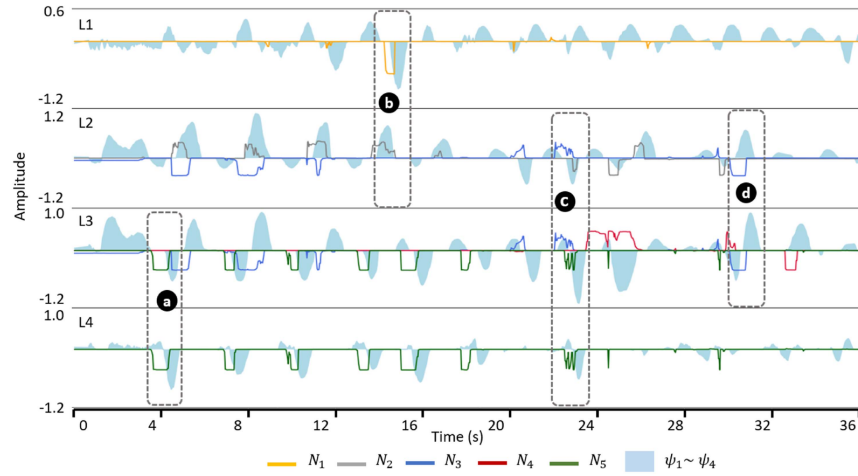 0.6
L1
b
-1.2
1.2
L2
c
d
-1.2
1.0
L3
a
-1.2
1.0
L4
-1.2
Amplitude
0 4 8 12 16 20 24 28 32 36
Time (s)
N₁ N₂ N₃ N₄ N₅ ψ₁~ ψ₄